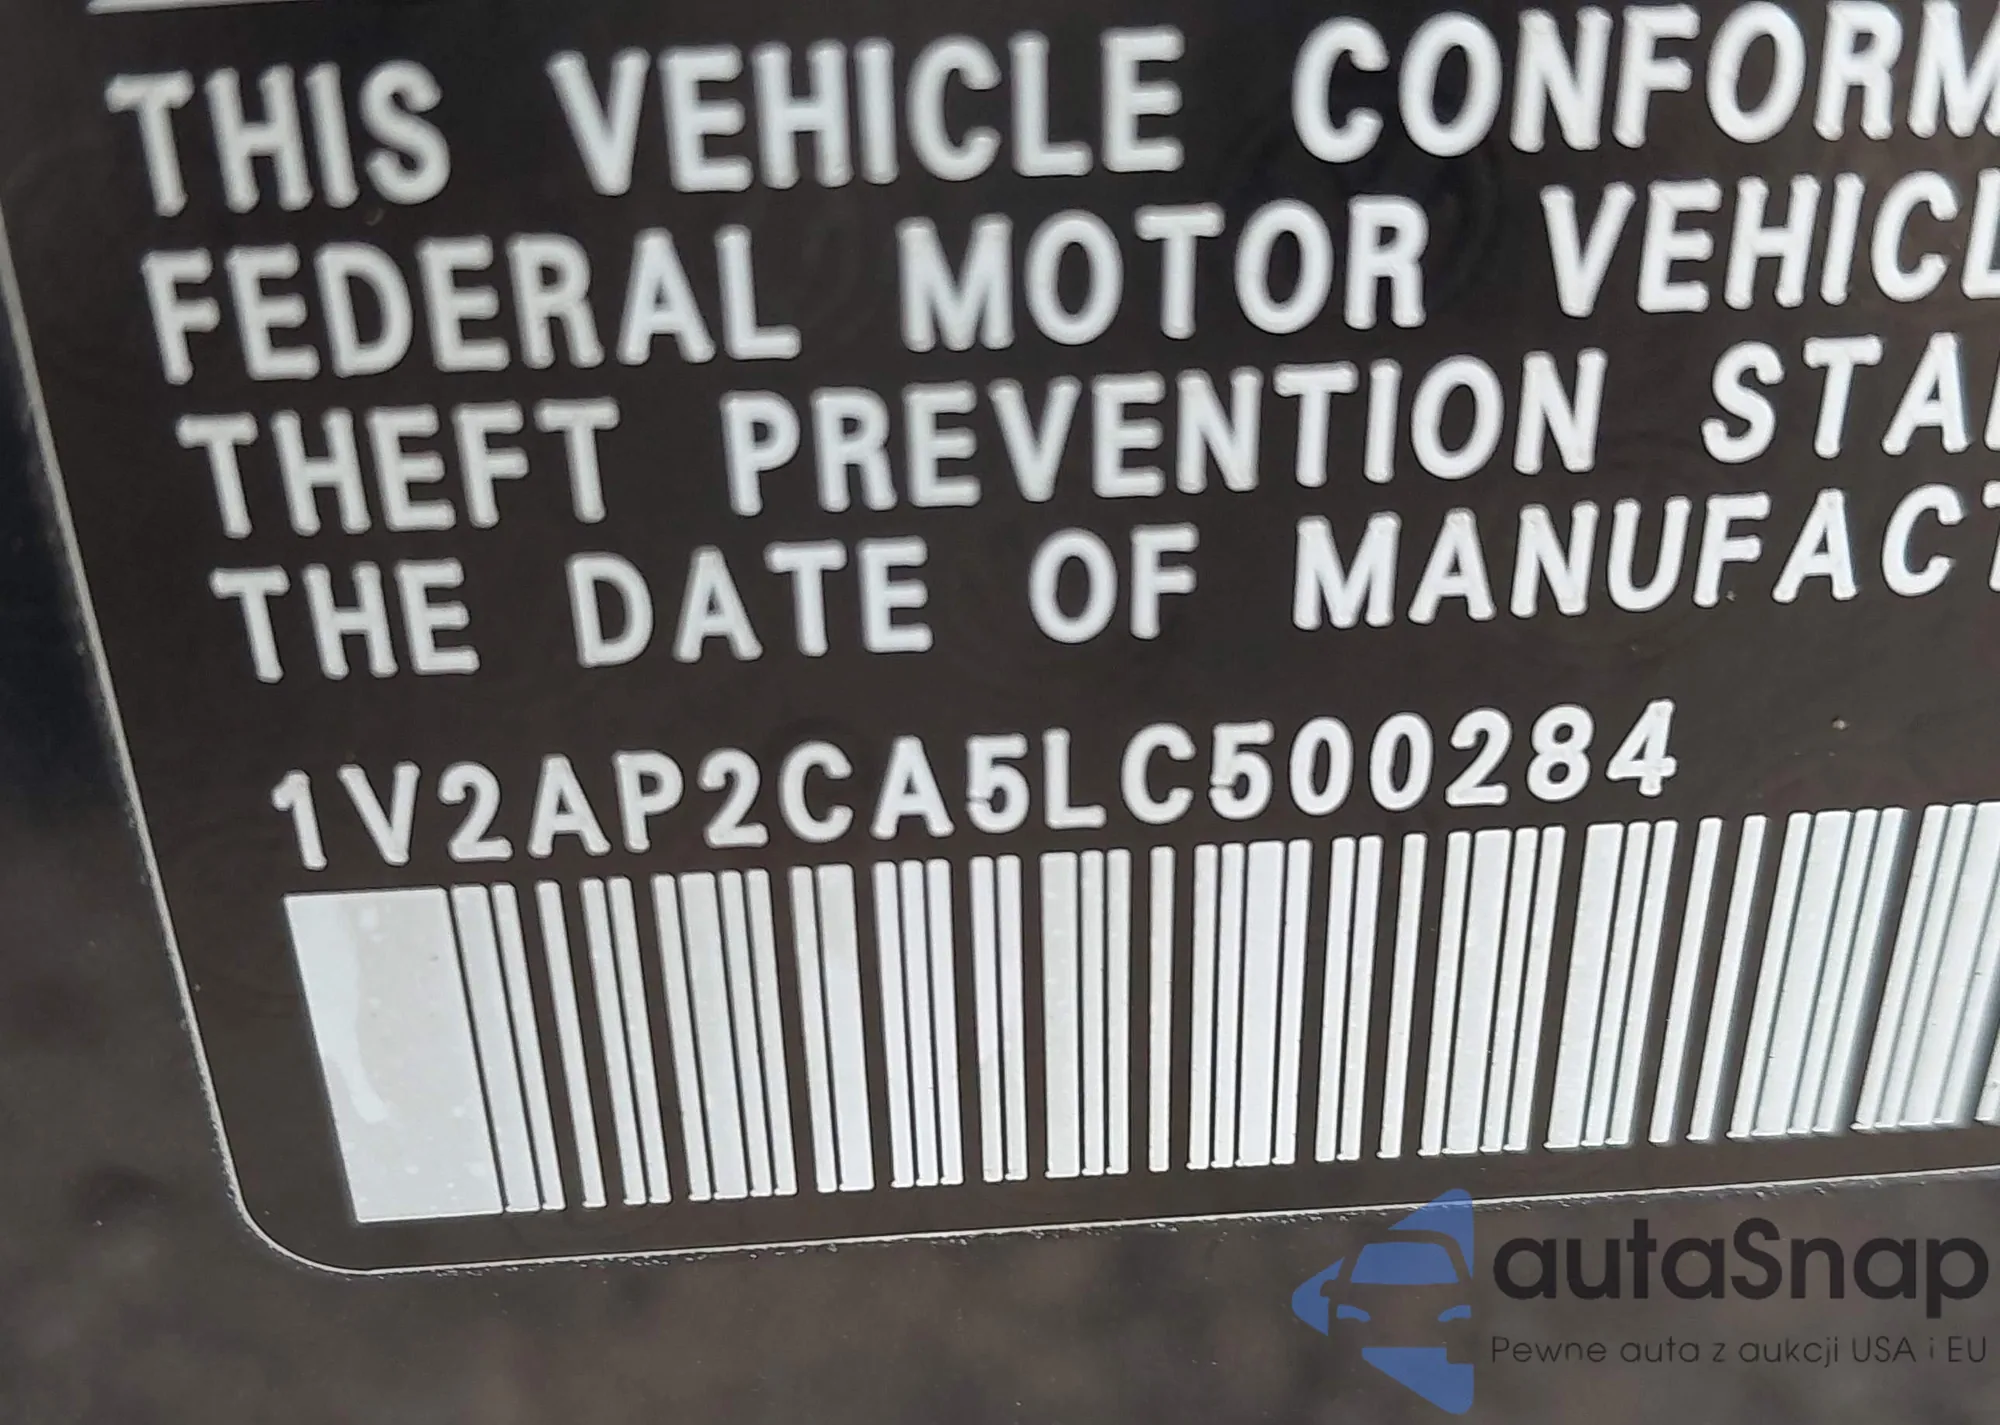 THIS VEHICLE CONFORM
FEDERAL MOTOR VEHICL
THEFT PREVENTION STA
THE DATE OF MANUFACT
1V2AP2CA5LC500284
autaSnap
Pewne auta z aukcji USA i EU